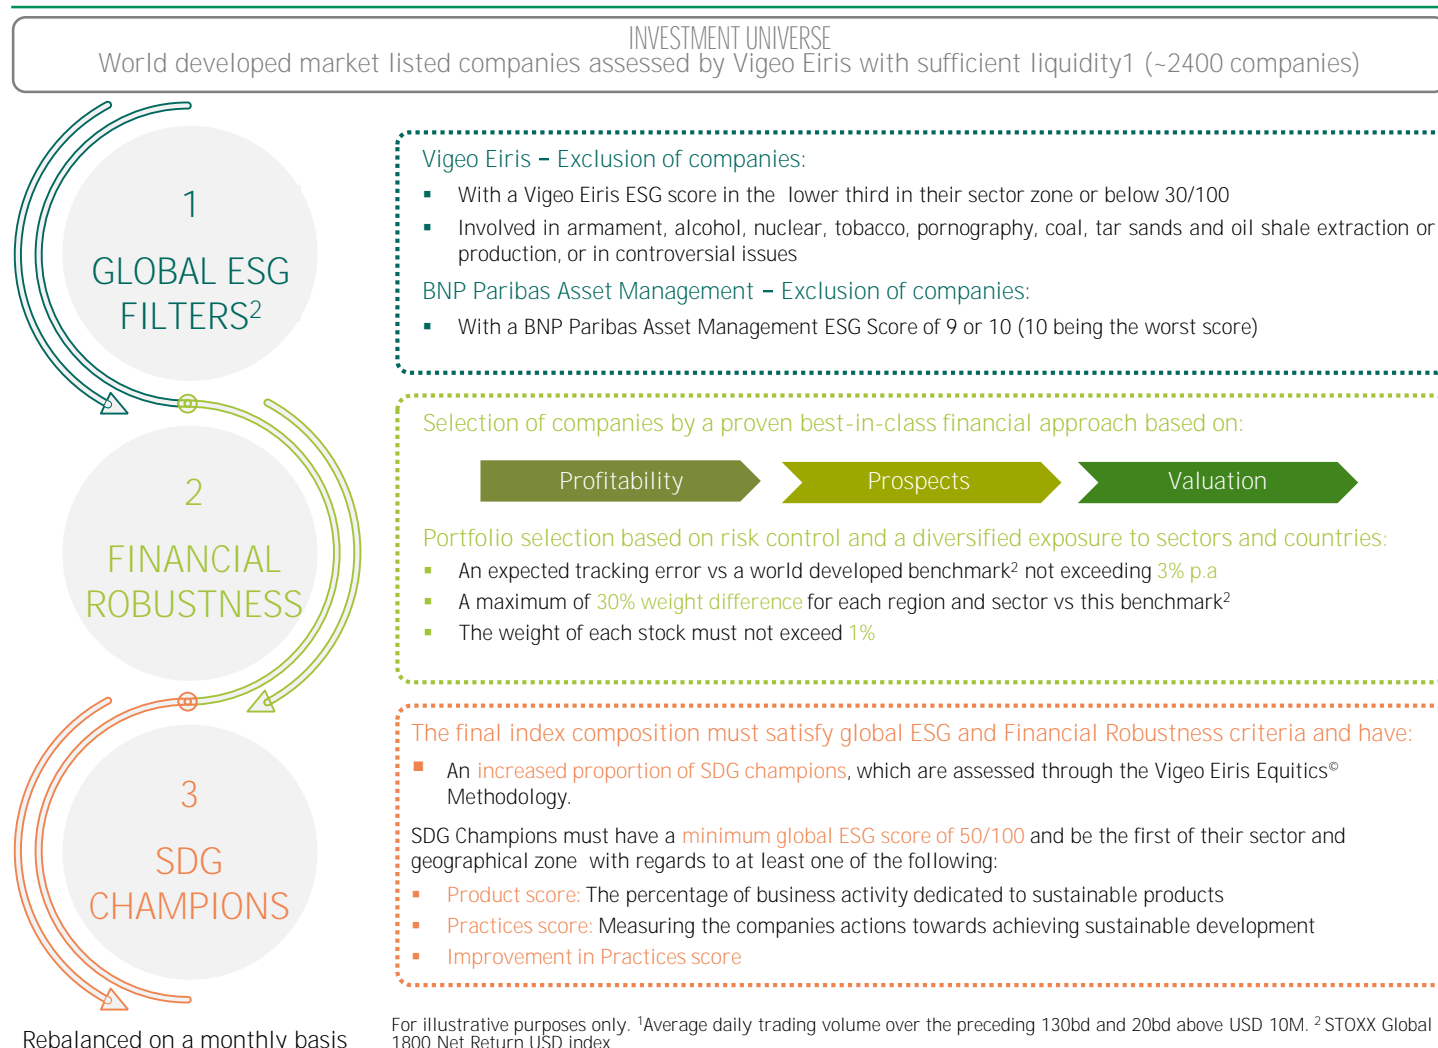 INVESTMENT UNIVERSE
World developed market listed companies assessed by Vigeo Eiris with sufficient liquidity1 (~2400 companies)
1
GLOBAL ESG
FILTERS²
Vigeo Eiris – Exclusion of companies:
▪ With a Vigeo Eiris ESG score in the lower third in their sector zone or below 30/100
▪ Involved in armament, alcohol, nuclear, tobacco, pornography, coal, tar sands and oil shale extraction or
production, or in controversial issues
BNP Paribas Asset Management – Exclusion of companies:
▪ With a BNP Paribas Asset Management ESG Score of 9 or 10 (10 being the worst score)
2
FINANCIAL
ROBUSTNESS
Selection of companies by a proven best-in-class financial approach based on:
Profitability
Prospects
Valuation
Portfolio selection based on risk control and a diversified exposure to sectors and countries:
▪ An expected tracking error vs a world developed benchmark² not exceeding 3% p.a
▪ A maximum of 30% weight difference for each region and sector vs this benchmark²
▪ The weight of each stock must not exceed 1%
3
SDG
CHAMPIONS
The final index composition must satisfy global ESG and Financial Robustness criteria and have:
▪ An increased proportion of SDG champions, which are assessed through the Vigeo Eiris Equitics©
Methodology.
SDG Champions must have a minimum global ESG score of 50/100 and be the first of their sector and
geographical zone with regards to at least one of the following:
▪ Product score: The percentage of business activity dedicated to sustainable products
▪ Practices score: Measuring the companies actions towards achieving sustainable development
▪ Improvement in Practices score
Rebalanced on a monthly basis
For illustrative purposes only. ¹Average daily trading volume over the preceding 130bd and 20bd above USD 10M. ² STOXX Global
1800 Net Return USD index